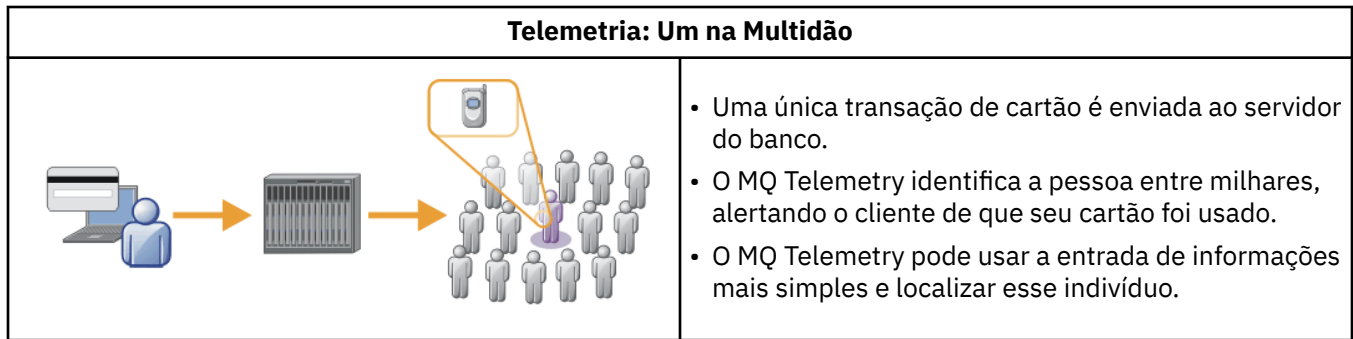 Telemetria: Um na Multidão
• Uma única transação de cartão é enviada ao servidor
do banco.
• O MQ Telemetry identifica a pessoa entre milhares,
alertando o cliente de que seu cartão foi usado.
• O MQ Telemetry pode usar a entrada de informações
mais simples e localizar esse indivíduo.